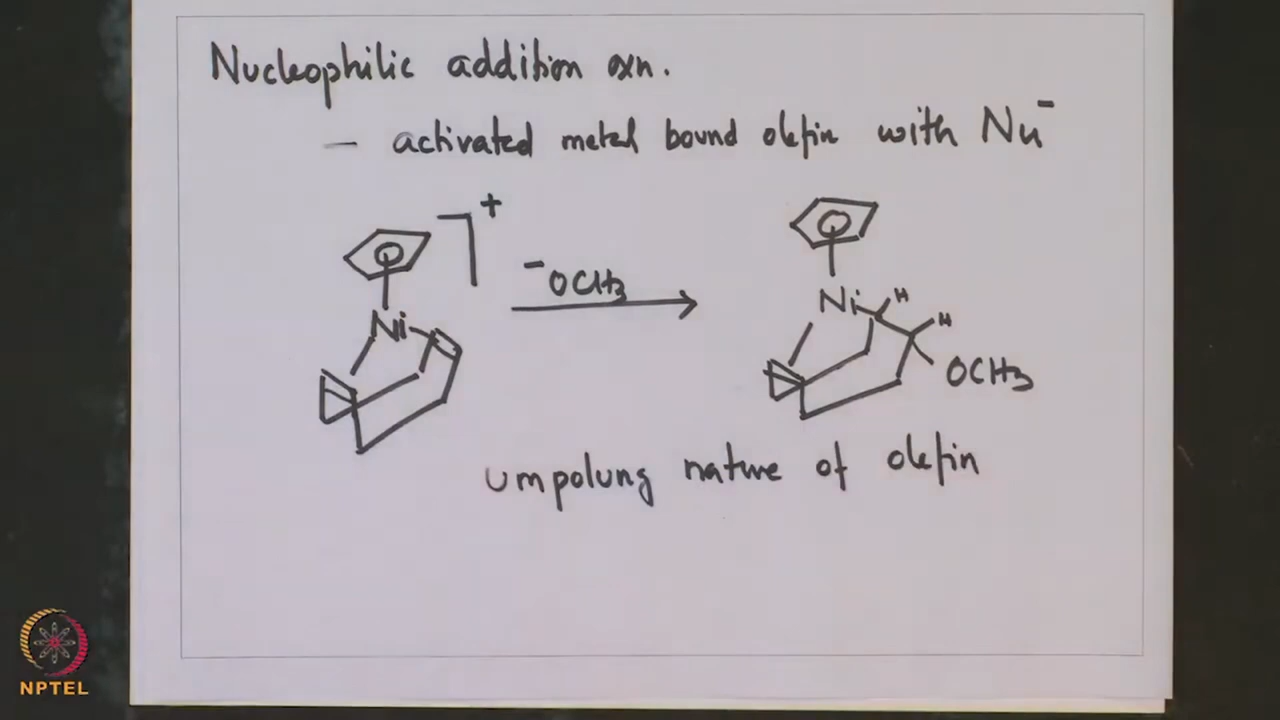 Nucleophilic addition rxn.
— activated metal bound olefin with Nu⁻
+
⁻OCH3
Ni
Ni
H
H
OCH3
umpolung nature of olefin
NPTEL